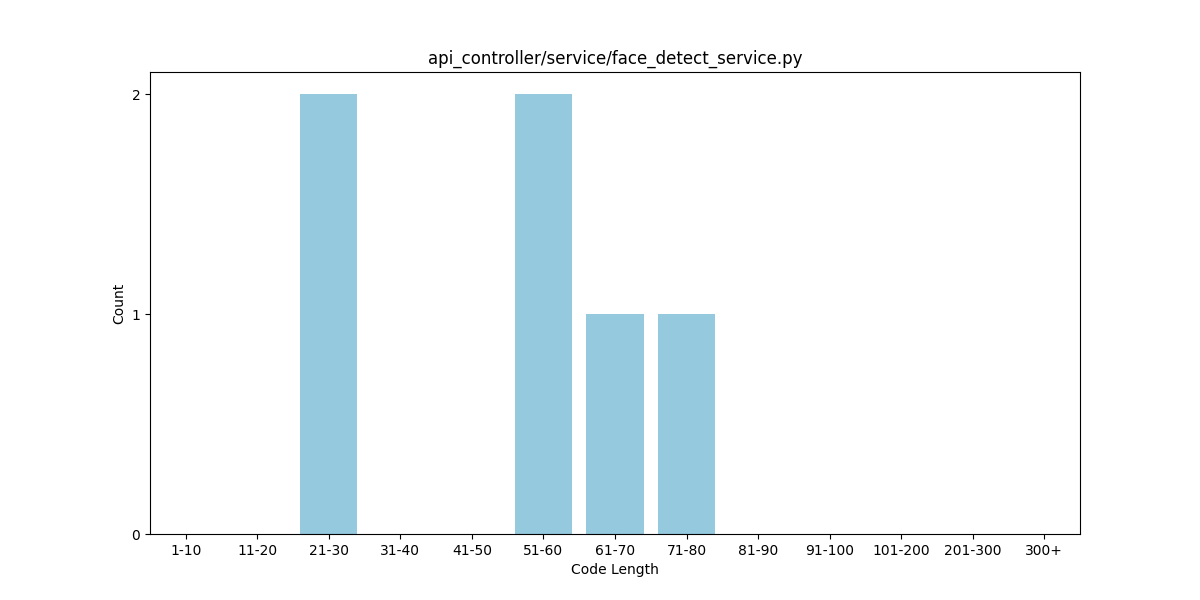 api_controller/service/face_detect_service.py
2
1
0
Count
1-10 11-20 21-30 31-40 41-50 51-60 61-70 71-80 81-90 91-100 101-200 201-300 300+
Code Length